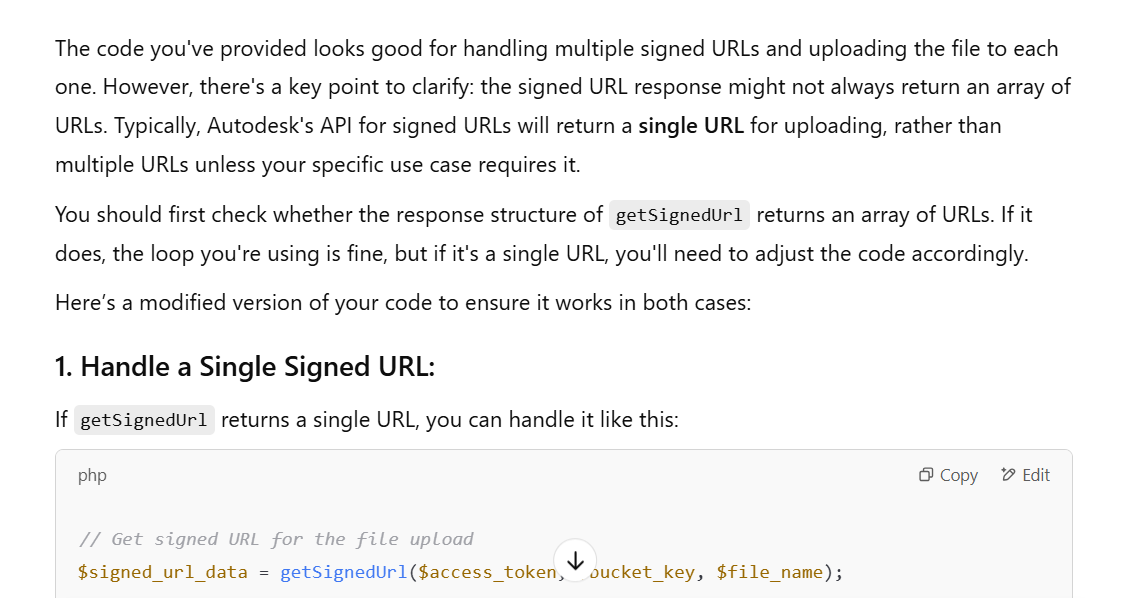 The code you've provided looks good for handling multiple signed URLs and uploading the file to each
one. However, there's a key point to clarify: the signed URL response might not always return an array of
URLs. Typically, Autodesk's API for signed URLs will return a single URL for uploading, rather than
multiple URLs unless your specific use case requires it.
You should first check whether the response structure of getSignedUrl returns an array of URLs. If it
does, the loop you're using is fine, but if it's a single URL, you'll need to adjust the code accordingly.
Here’s a modified version of your code to ensure it works in both cases:
1. Handle a Single Signed URL:
If getSignedUrl returns a single URL, you can handle it like this:
php Copy Edit
// Get signed URL for the file upload
$signed_url_data = getSignedUrl($access_token, bucket_key, $file_name);